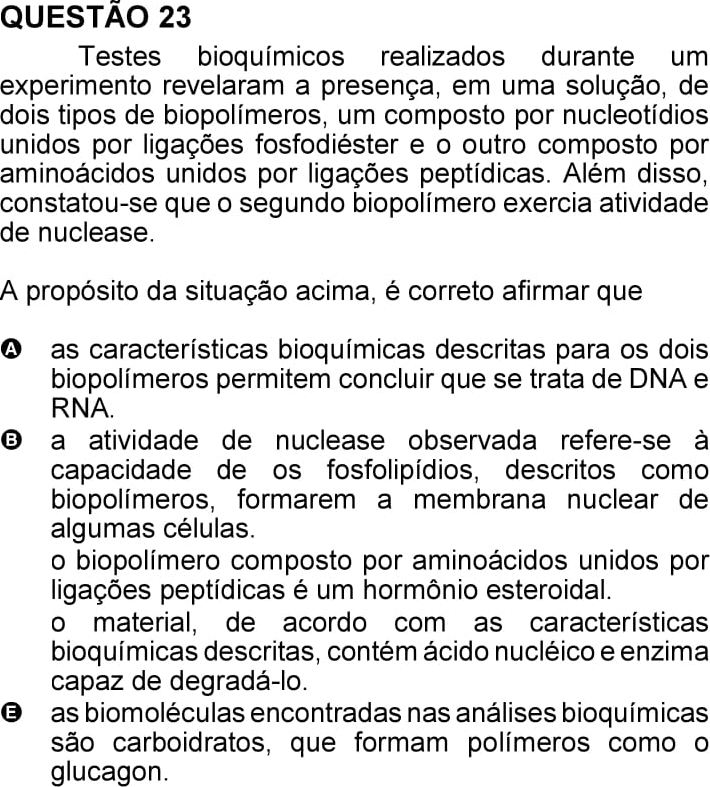 QUESTÃO 23
Testes bioquímicos realizados durante um
experimento revelaram a presença, em uma solução, de
dois tipos de biopolímeros, um composto por nucleotídios
unidos por ligações fosfodiéster e o outro composto por
aminoácidos unidos por ligações peptídicas. Além disso,
constatou-se que o segundo biopolímero exercia atividade
de nuclease.
A propósito da situação acima, é correto afirmar que
A as características bioquímicas descritas para os dois
biopolímeros permitem concluir que se trata de DNA e
RNA.
B a atividade de nuclease observada refere-se à
capacidade de os fosfolipídios, descritos como
biopolímeros, formarem a membrana nuclear de
algumas células.
o biopolímero composto por aminoácidos unidos por
ligações peptídicas é um hormônio esteroidal.
o material, de acordo com as características
bioquímicas descritas, contém ácido nucléico e enzima
capaz de degradá-lo.
E as biomoléculas encontradas nas análises bioquímicas
são carboidratos, que formam polímeros como o
glucagon.